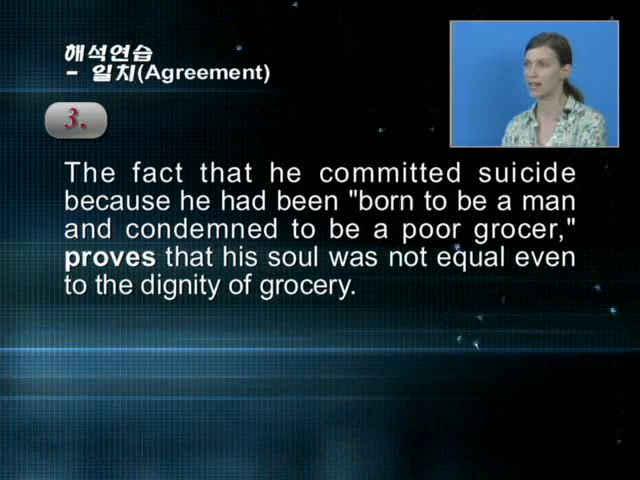 해석연습
- 일치(Agreement)
3.
The fact that he committed suicide
because he had been "born to be a man
and condemned to be a poor grocer,"
proves that his soul was not equal even
to the dignity of grocery.